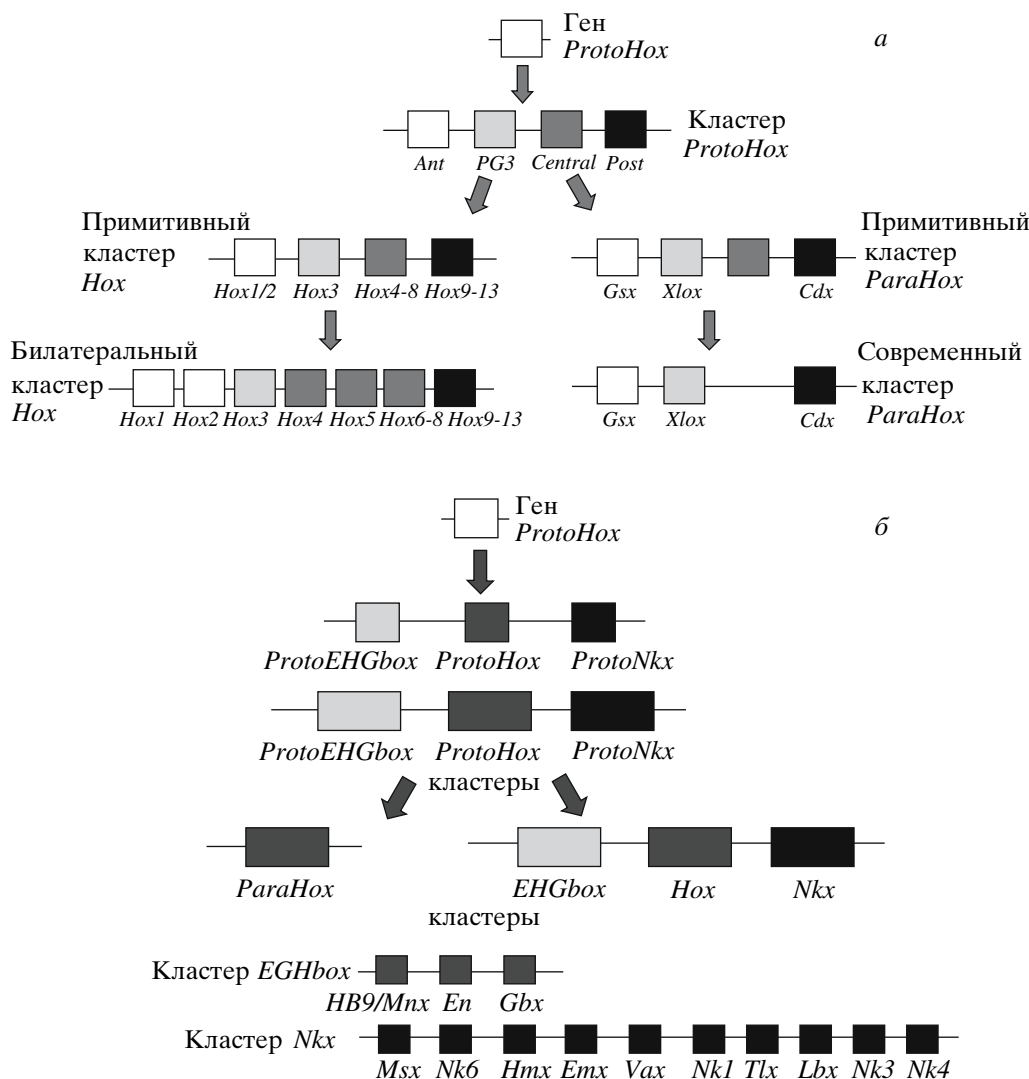 Ген
ProtoHox
а
Кластер
ProtoHox
Ant PG3 Central Post
Примитивный
кластер
Hox
Hox1/2 Hox3 Hox4-8 Hox9-13
Примитивный
кластер
ParaHox
Gsx Xlox Cdx
Билатеральный
кластер
Hox
Hox1 Hox2 Hox3 Hox4 Hox5 Hox6-8 Hox9-13
Современный
кластер
ParaHox
Gsx Xlox Cdx
Ген
ProtoHox
б
ProtoEHGbox ProtoHox ProtoNkx
ProtoEHGbox ProtoHox ProtoNkx
кластеры
ParaHox EHGbox Hox Nkx
кластеры
Кластер EGHbox
HB9/Mnx En Gbx
Кластер Nkx
Msx Nk6 Hmx Emx Vax Nk1 Tlx Lbx Nk3 Nk4